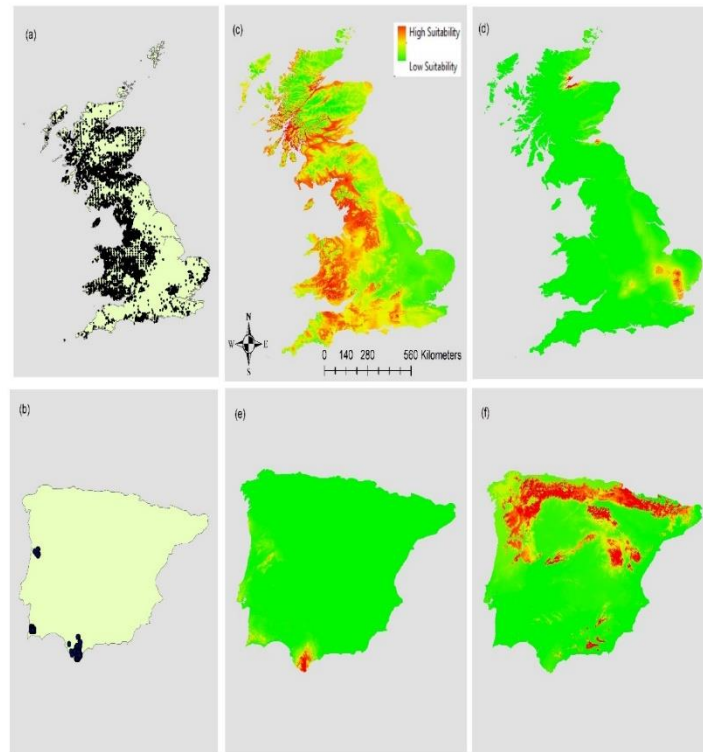 (a)
(c)
High Suitability
Low Suitability
(d)
N
W E
S
0 140 280 560 Kilometers
(b)
(e)
(f)